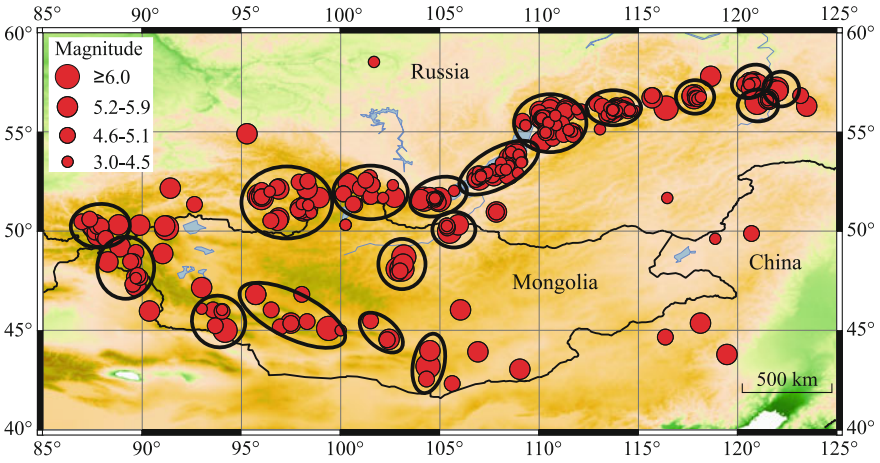 85° 90° 95° 100° 105° 110° 115° 120° 125°
60° 60°
Magnitude
≥6.0
5.2–5.9
4.6–5.1
3.0–4.5
Russia
55° 55°
50° 50°
China
Mongolia
45° 45°
500 km
40° 40°
85° 90° 95° 100° 105° 110° 115° 120° 125°